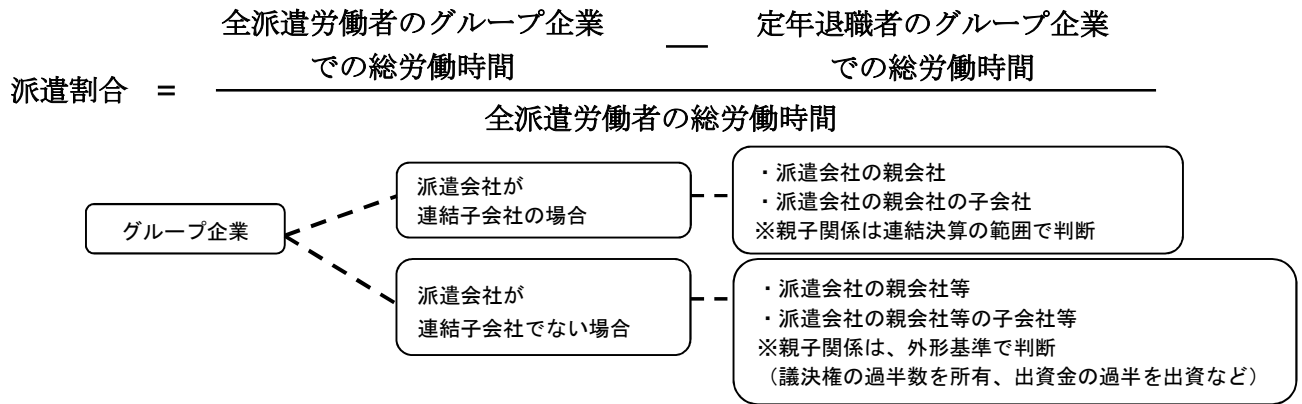 全派遣労働者のグループ企業
での総労働時間
―
定年退職者のグループ企業
での総労働時間
派遣割合 =
全派遣労働者の総労働時間
グループ企業
派遣会社が
連結子会社の場合
・派遣会社の親会社
・派遣会社の親会社の子会社
※親子関係は連結決算の範囲で判断
派遣会社が
連結子会社でない場合
・派遣会社の親会社等
・派遣会社の親会社等の子会社等
※親子関係は、外形基準で判断
（議決権の過半数を所有、出資金の過半を出資など）